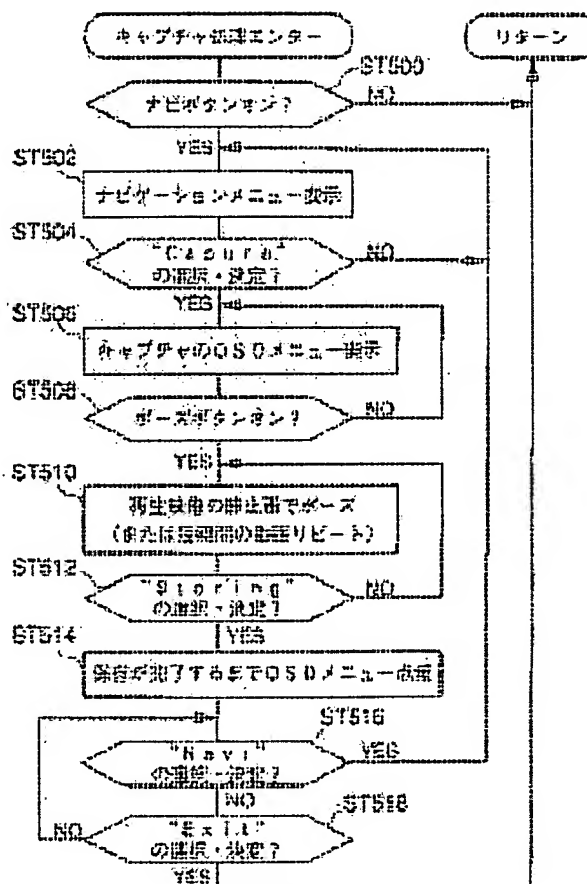 キャプチャ処理エンター
リターン
ST500
ナビボタンオン?
NO
YES
ST502
ナビゲーションメニュー表示
ST504
"Capure"
の選択・決定?
NO
YES
ST506
キャプチャのOSDメニュー表示
ST508
ポーズボタンオン?
NO
YES
ST510
再生映像の静止画でポーズ
(または短期間の動画リピート)
ST512
"Storing"
の選択・決定?
NO
YES
ST514
保存が完了するまでOSDメニュー点滅
ST516
"Navi"
の選択・決定?
YES
NO
ST518
"Exit"
の選択・決定?
NO
YES